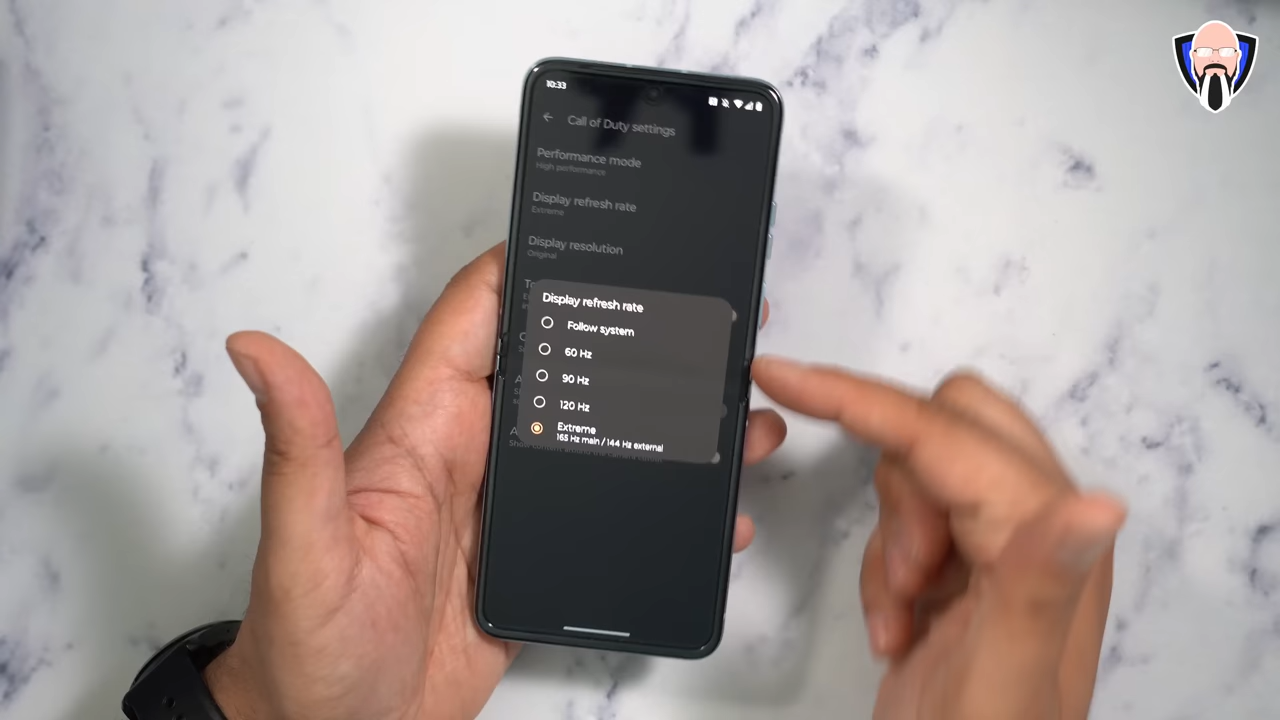 10:33
Call of Duty settings
Performance mode
High performance
Display refresh rate
Extreme
Display resolution
Original
Display refresh rate
Follow system
60 Hz
90 Hz
120 Hz
Extreme
165 Hz main / 144 Hz external